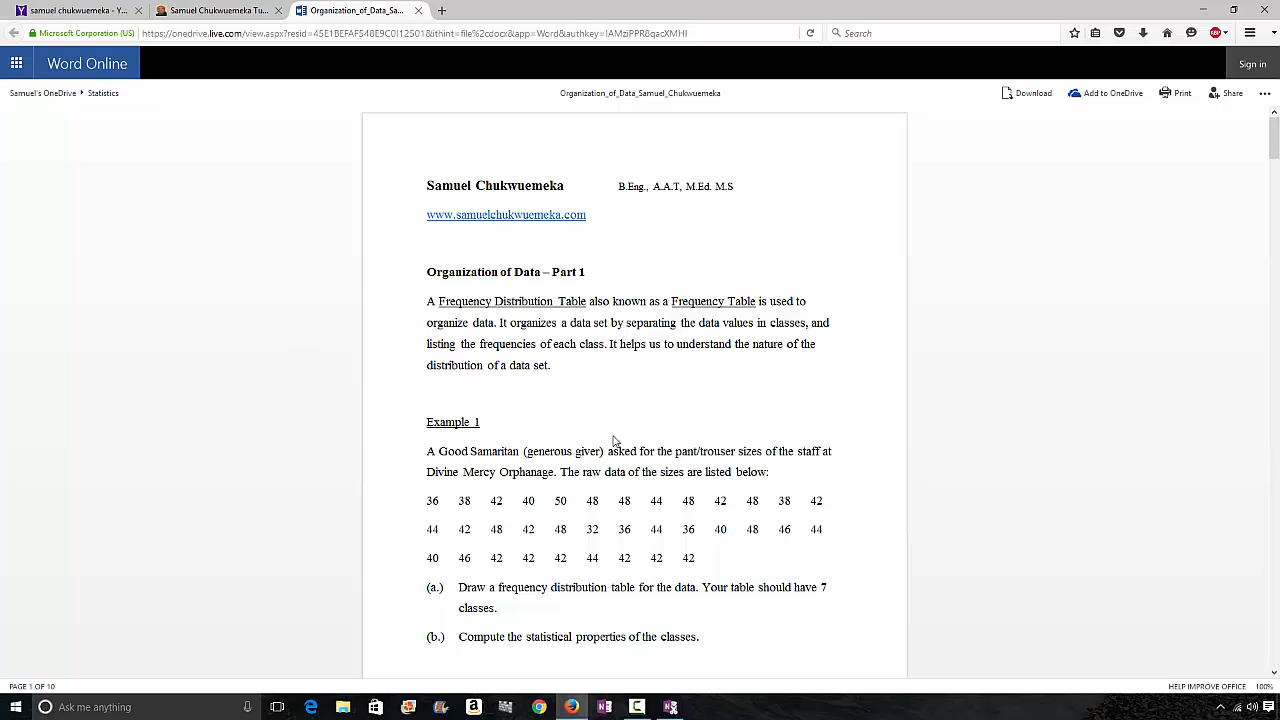 samuel chukwuemeka - Y...
Samuel Chukwuemeka Tu...
Organization_of_Data_Sa...
Microsoft Corporation (US)
Search
Word Online
Sign in
Samuel's OneDrive
Statistics
Organization_of_Data_Samuel_Chukwuemeka
Download
Add to OneDrive
Print
Share
Samuel Chukwuemeka B.Eng., A.A.T, M.Ed. M.S
www.samuelchukwuemeka.com
Organization of Data – Part 1
A Frequency Distribution Table also known as a Frequency Table is used to
organize data. It organizes a data set by separating the data values in classes, and
listing the frequencies of each class. It helps us to understand the nature of the
distribution of a data set.
Example 1
A Good Samaritan (generous giver) asked for the pant/trouser sizes of the staff at
Divine Mercy Orphanage. The raw data of the sizes are listed below:
36 38 42 40 50 48 48 44 48 42 48 38 42
44 42 48 42 48 32 36 44 36 40 48 46 44
40 46 42 42 42 44 42 42 42
(a.) Draw a frequency distribution table for the data. Your table should have 7
classes.
(b.) Compute the statistical properties of the classes.
PAGE 1 OF 10
HELP IMPROVE OFFICE
100%
Ask me anything